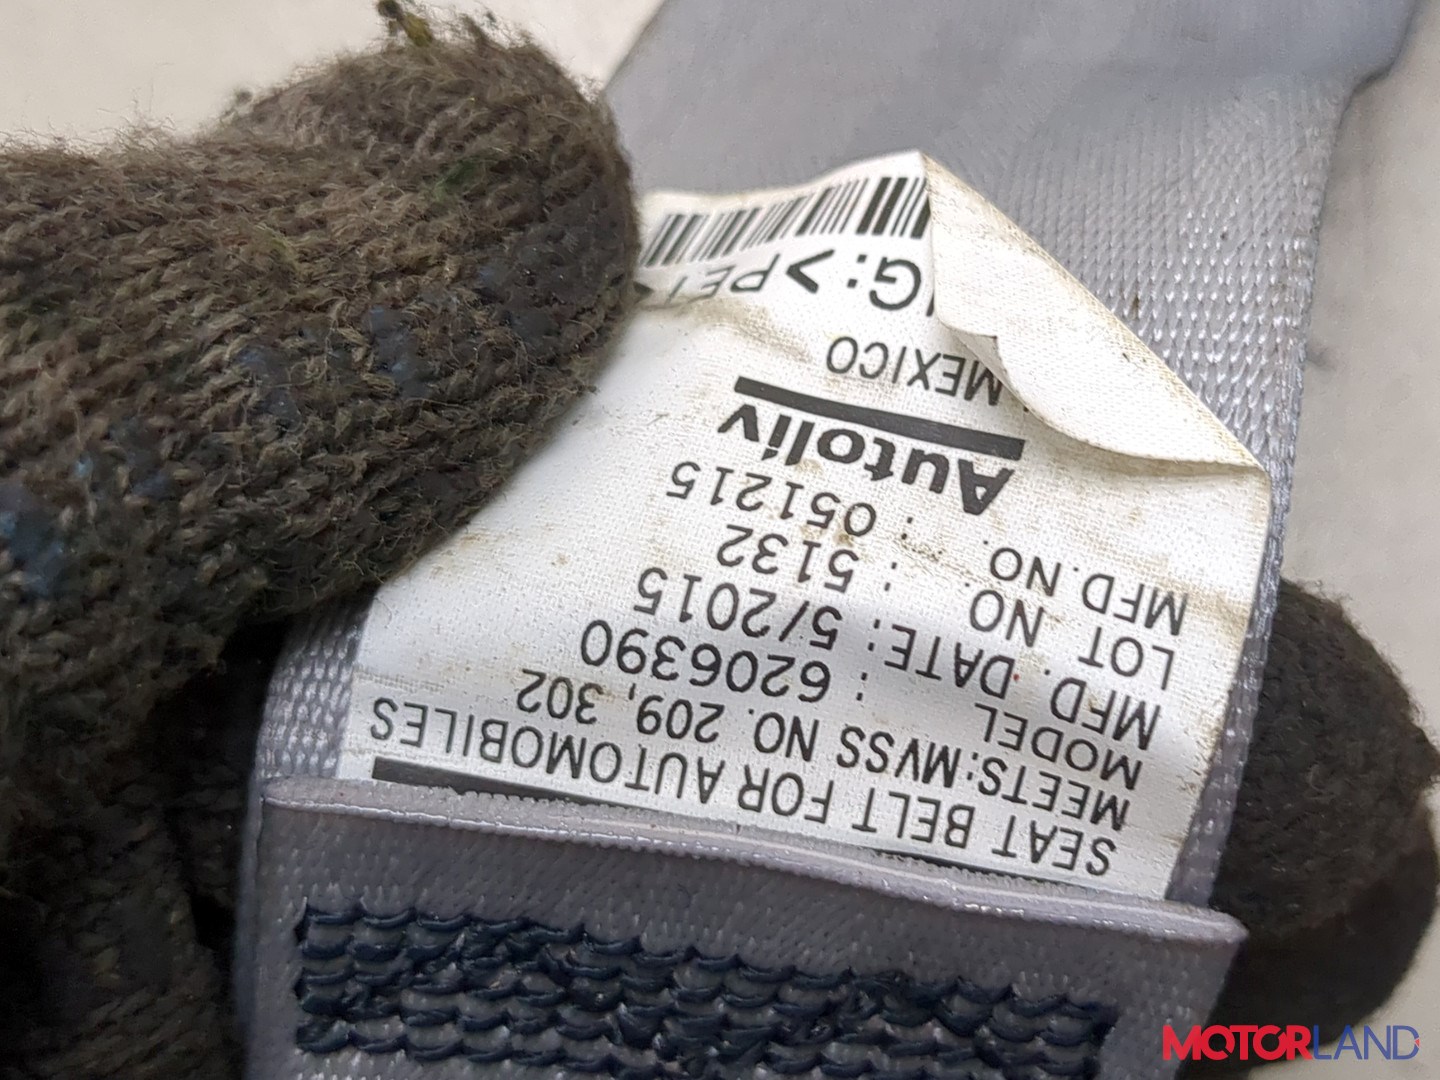 SEAT BELT FOR AUTOMOBILES
MEETS: MVSS NO. 209, 302
MODEL : 6206390
MFD. DATE: 5/2015
LOT NO : 5132
MFD.NO. : 051215
Autoliv
MEXICO
G: >PET<
MOTORLAND